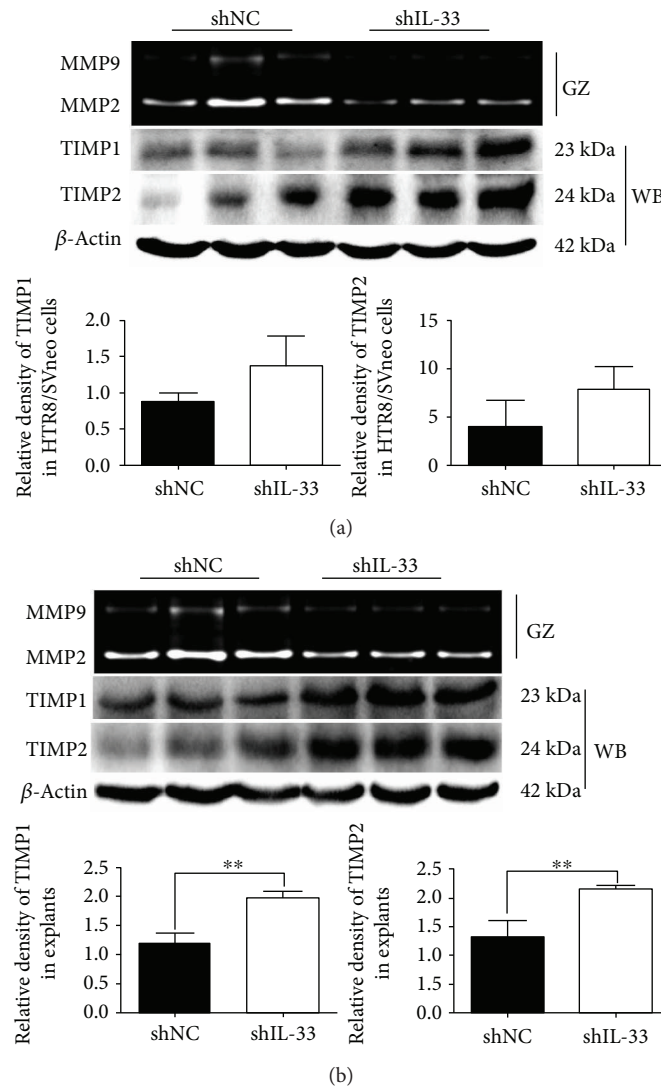 shNC shIL-33
MMP9
MMP2
GZ
TIMP1 23 kDa
TIMP2 24 kDa
WB
β-Actin 42 kDa
Relative density of TIMP1
in HTR8/SVneo cells
2.0
1.5
1.0
0.5
0.0
shNC shIL-33
Relative density of TIMP2
in HTR8/SVneo cells
15
10
5
0
shNC shIL-33
(a)
shNC shIL-33
MMP9
MMP2
GZ
TIMP1 23 kDa
TIMP2 24 kDa
WB
β-Actin 42 kDa
Relative density of TIMP1
in explants
2.5
2.0
1.5
1.0
0.5
0.0
**
shNC shIL-33
Relative density of TIMP2
in explants
2.5
2.0
1.5
1.0
1.5
0.0
**
shNC shIL-33
(b)